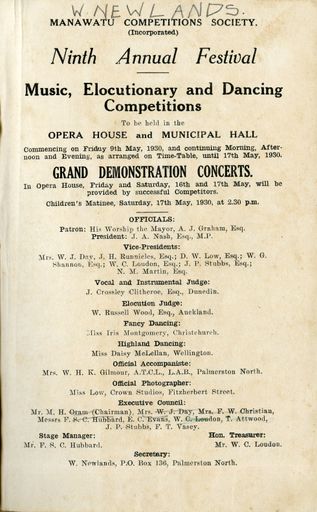 W. NEWLANDS.
MANAWATU COMPETITIONS SOCIETY.
(Incorporated)
Ninth Annual Festival
Music, Elocutionary and Dancing
Competitions
To be held in the
OPERA HOUSE and MUNICIPAL HALL
Commencing on Friday 9th May, 1930, and continuing Morning, After-
noon and Evening, as arranged on Time-Table, until 17th May, 1930.
GRAND DEMONSTRATION CONCERTS.
In Opera House, Friday and Saturday, 16th and 17th May, will be
provided by successful Competitors.
Children's Matinee, Saturday, 17th May, 1930, at 2.30 p.m.
OFFICIALS:
Patron: His Worship the Mayor, A. J. Graham, Esq.
President: J. A. Nash, Esq., M.P.
Vice-Presidents:
Mrs. W. J. Day, J. H. Runnicles, Esq.; D. W. Low, Esq.; W. G.
Shannon, Esq.; W. C. Loudon, Esq.; J. P. Stubbs, Esq.;
N. M. Martin, Esq.
Vocal and Instrumental Judge:
J. Crossley Clitheroe, Esq., Dunedin.
Elocution Judge:
W. Russell Wood, Esq., Auckland.
Fancy Dancing:
Miss Iris Montgomery, Christchurch.
Highland Dancing:
Miss Daisy McLellan, Wellington.
Official Accompaniste:
Mrs. W. H. K. Gilmour, A.T.C.L., L.A.B., Palmerston North.
Official Photographer:
Miss Low, Crown Studios, Fitzherbert Street.
Executive Council:
Mr. M. H. Oram (Chairman), Mrs. W. J. Day, Mrs. F. W. Christian,
Messrs F. S. C. Hubbard, E. C. Evans, W. C. Loudon, T. Attwood,
J. P. Stubbs, F. T. Vasey.
Stage Manager: Hon. Treasurer:
Mr. F. S. C. Hubbard. Mr. W. C. Loudon.
Secretary:
W. Newlands, P.O. Box 136, Palmerston North.